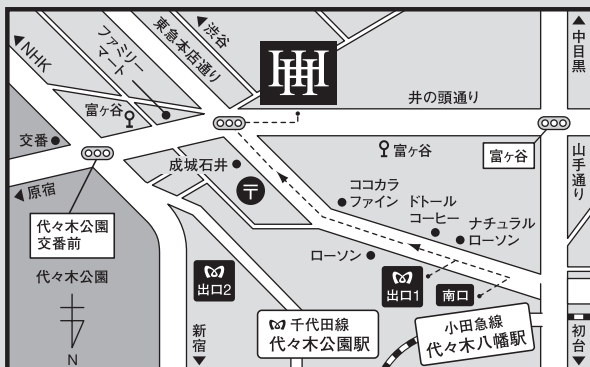 NHK
ファミリー
マート
東急本店通り
渋谷
HH
井の頭通り
中目黒
富ヶ谷
交番
富ヶ谷
富ヶ谷
山手通り
原宿
代々木公園
交番前
成城石井
〒
ココカラ
ファイン
ドトール
コーヒー
ナチュラル
ローソン
ローソン
代々木公園
出口2
出口1
南口
新宿
千代田線
代々木公園駅
小田急線
代々木八幡駅
初台
N